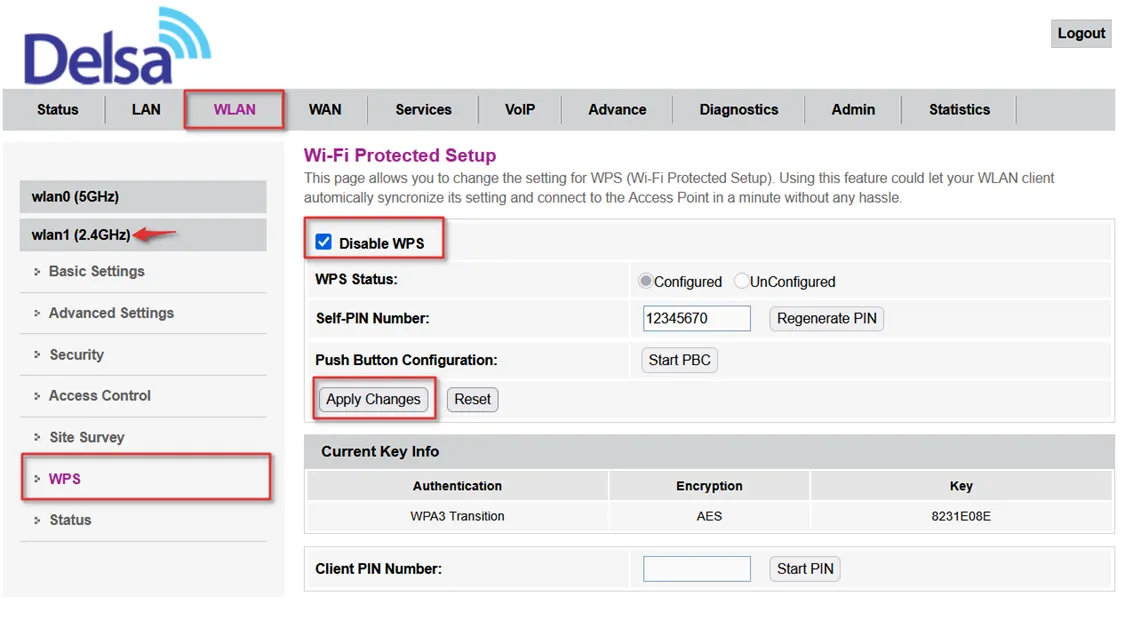 Delsa
Logout
Status LAN WLAN WAN Services VoIP Advance Diagnostics Admin Statistics
wlan0 (5GHz)
wlan1 (2.4GHz)
Basic Settings
Advanced Settings
Security
Access Control
Site Survey
WPS
Status
Wi-Fi Protected Setup
This page allows you to change the setting for WPS (Wi-Fi Protected Setup). Using this feature could let your WLAN client
automically syncronize its setting and connect to the Access Point in a minute without any hassle.
Disable WPS
WPS Status: Configured UnConfigured
Self-PIN Number: 12345670 Regenerate PIN
Push Button Configuration: Start PBC
Apply Changes Reset
Current Key Info
Authentication Encryption Key
WPA3 Transition AES 8231E08E
Client PIN Number: Start PIN